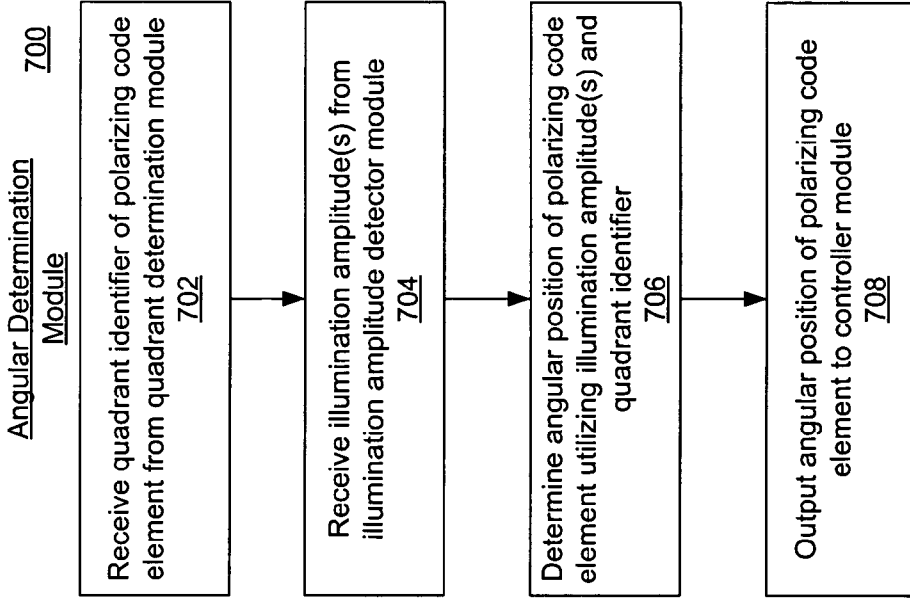 Angular Determination
Module
700
Receive quadrant identifier of polarizing code
element from quadrant determination module
702
Receive illumination amplitude(s) from
illumination amplitude detector module
704
Determine angular position of polarizing code
element utilizing illumination amplitude(s) and
quadrant identifier
706
Output angular position of polarizing code
element to controller module
708